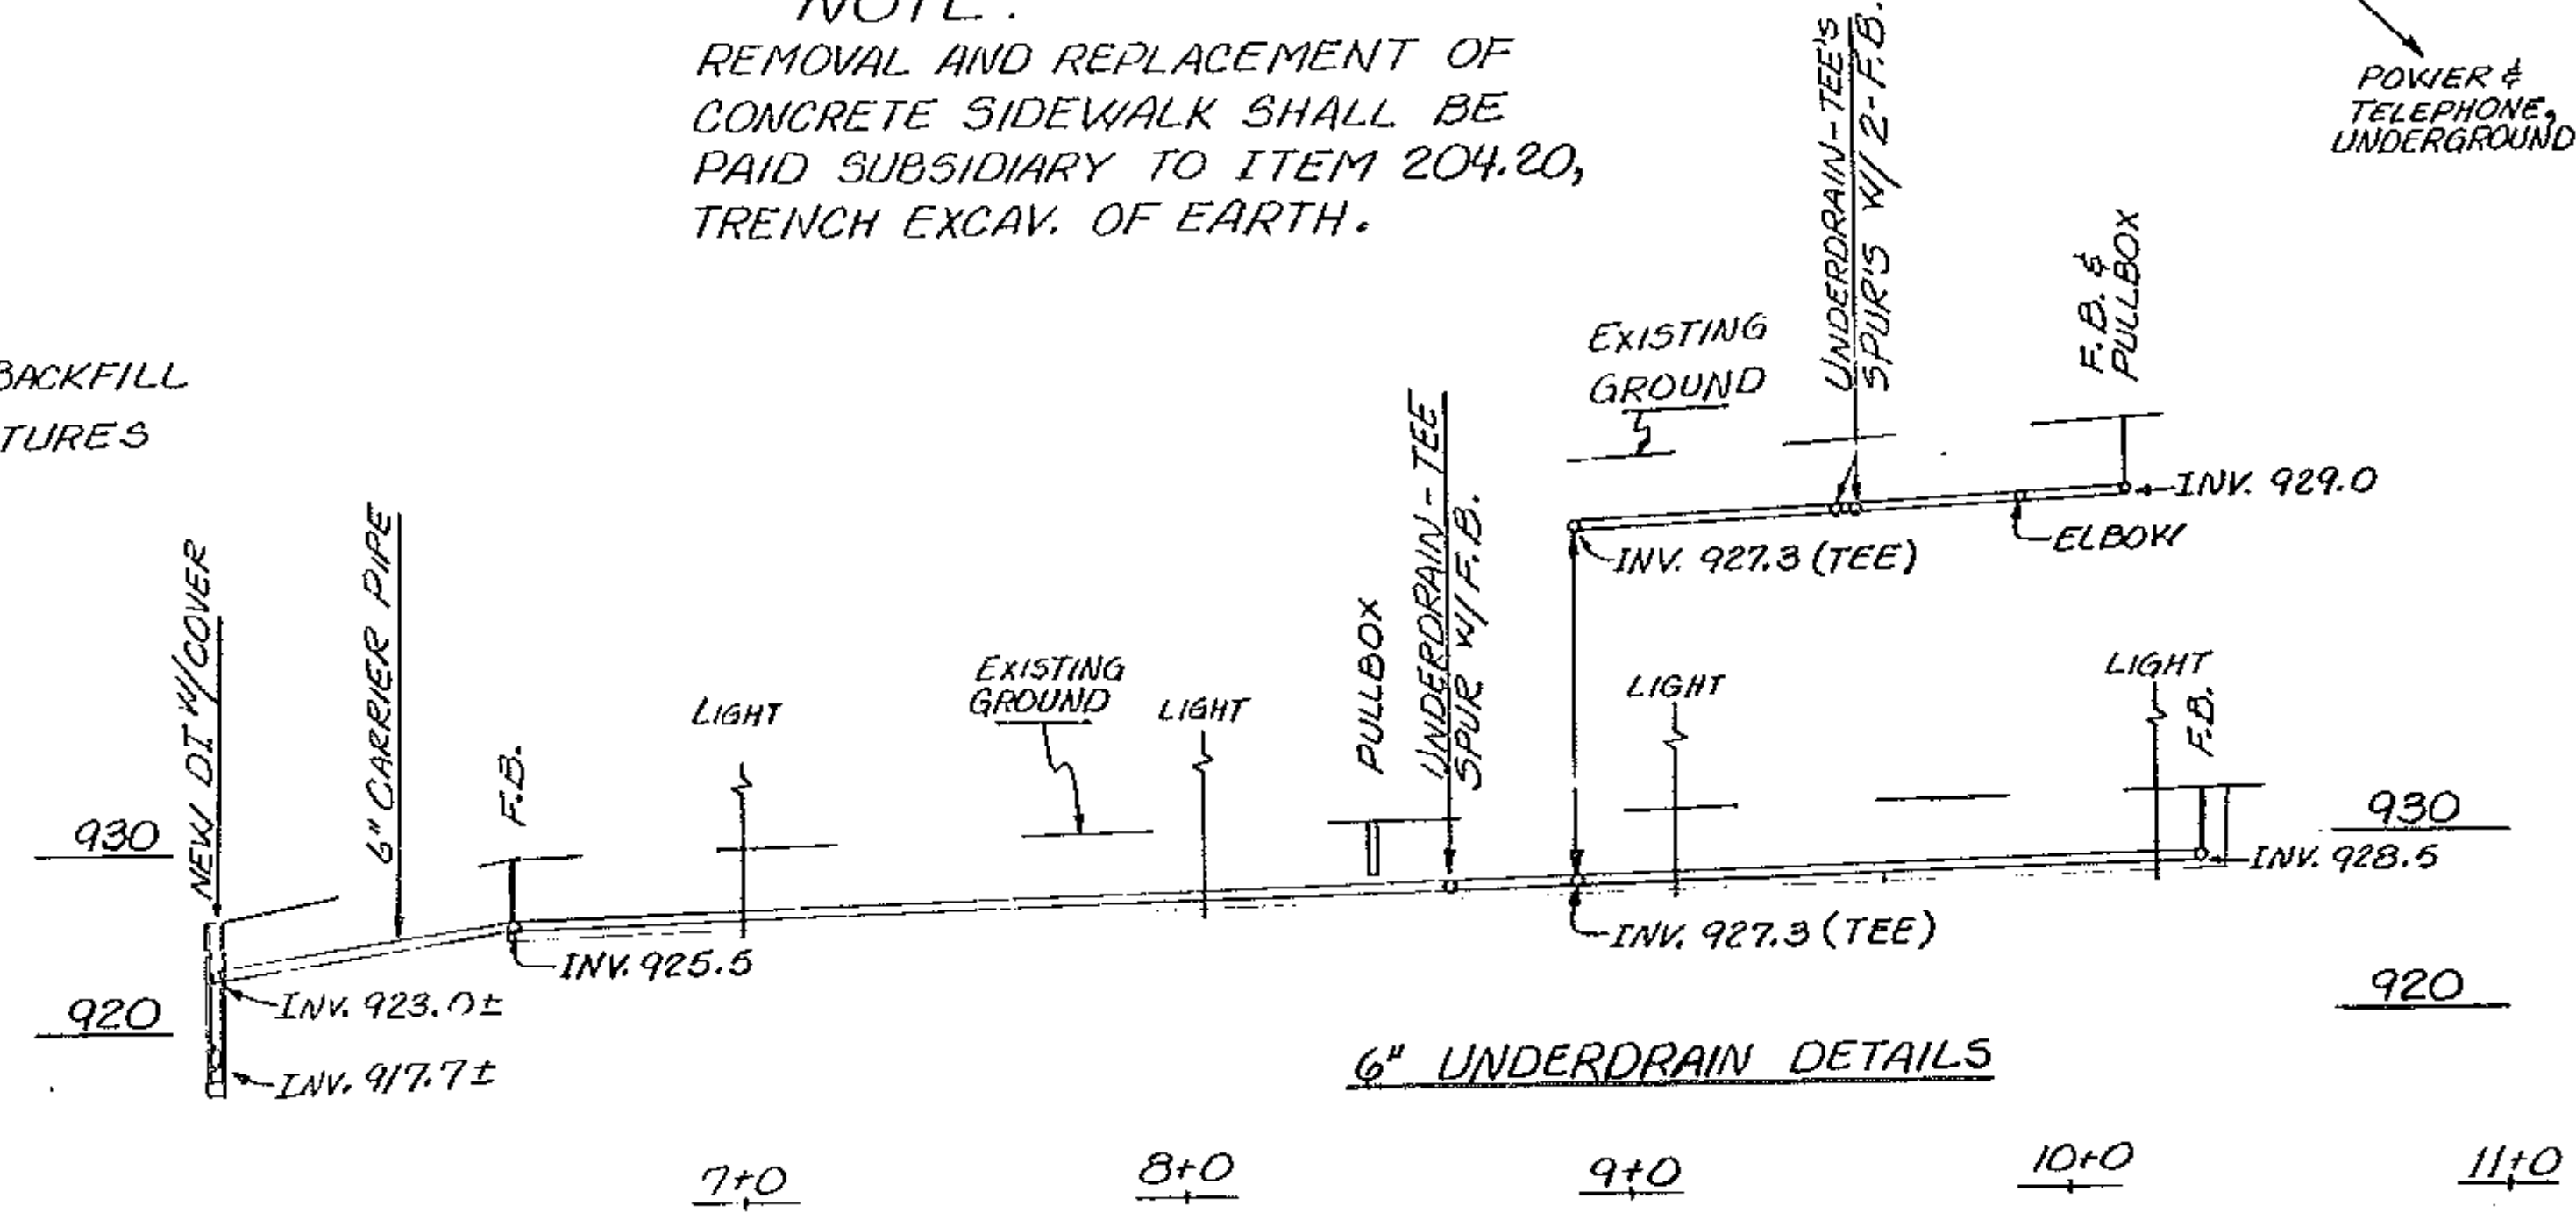 NOTE:
REMOVAL AND REPLACEMENT OF
CONCRETE SIDEWALK SHALL BE
PAID SUBSIDIARY TO ITEM 204.20,
TRENCH EXCAV. OF EARTH.
POWER &
TELEPHONE,
UNDERGROUND
BACKFILL
TURES
NEW DI W/COVER
6" CARRIER PIPE
F.B.
LIGHT
EXISTING
GROUND
LIGHT
PULLBOX
UNDERDRAIN-TEE
SPUR W/ F.B.
EXISTING
GROUND
UNDERDRAIN-TEE'S
SPUR'S W/ 2-F.B.
F.B. &
PULLBOX
INV. 929.0
ELBOW
INV. 927.3 (TEE)
LIGHT
LIGHT
F.B.
930
930
INV. 928.5
INV. 927.3 (TEE)
INV. 925.5
INV. 923.0±
920
920
INV. 917.7±
6" UNDERDRAIN DETAILS
7+0
8+0
9+0
10+0
11+0